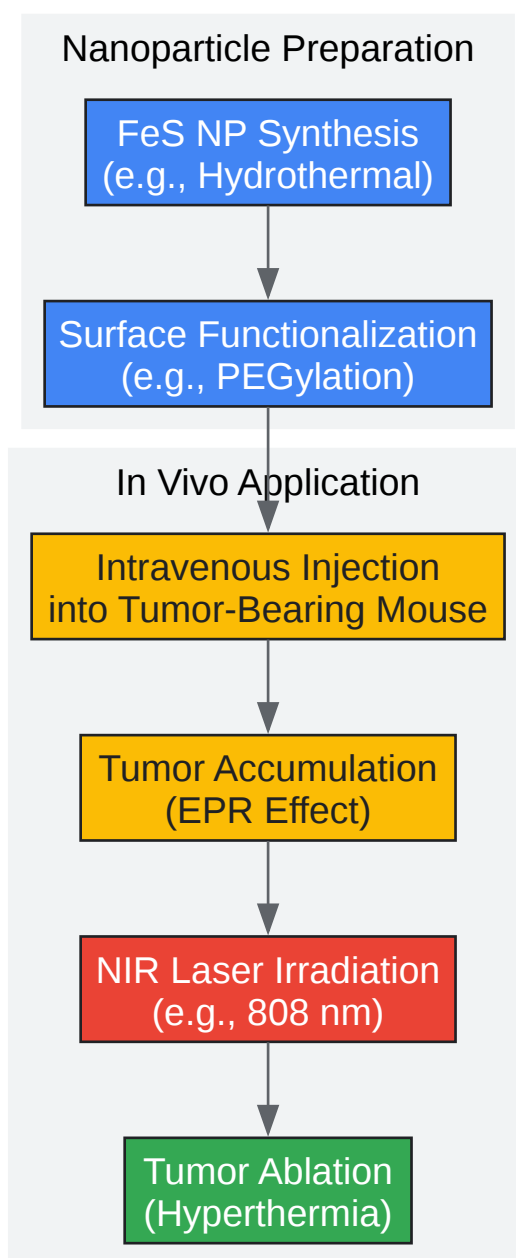 Nanoparticle Preparation
FeS NP Synthesis
(e.g., Hydrothermal)
Surface Functionalization
(e.g., PEGylation)
In Vivo Application
Intravenous Injection
into Tumor-Bearing Mouse
Tumor Accumulation
(EPR Effect)
NIR Laser Irradiation
(e.g., 808 nm)
Tumor Ablation
(Hyperthermia)